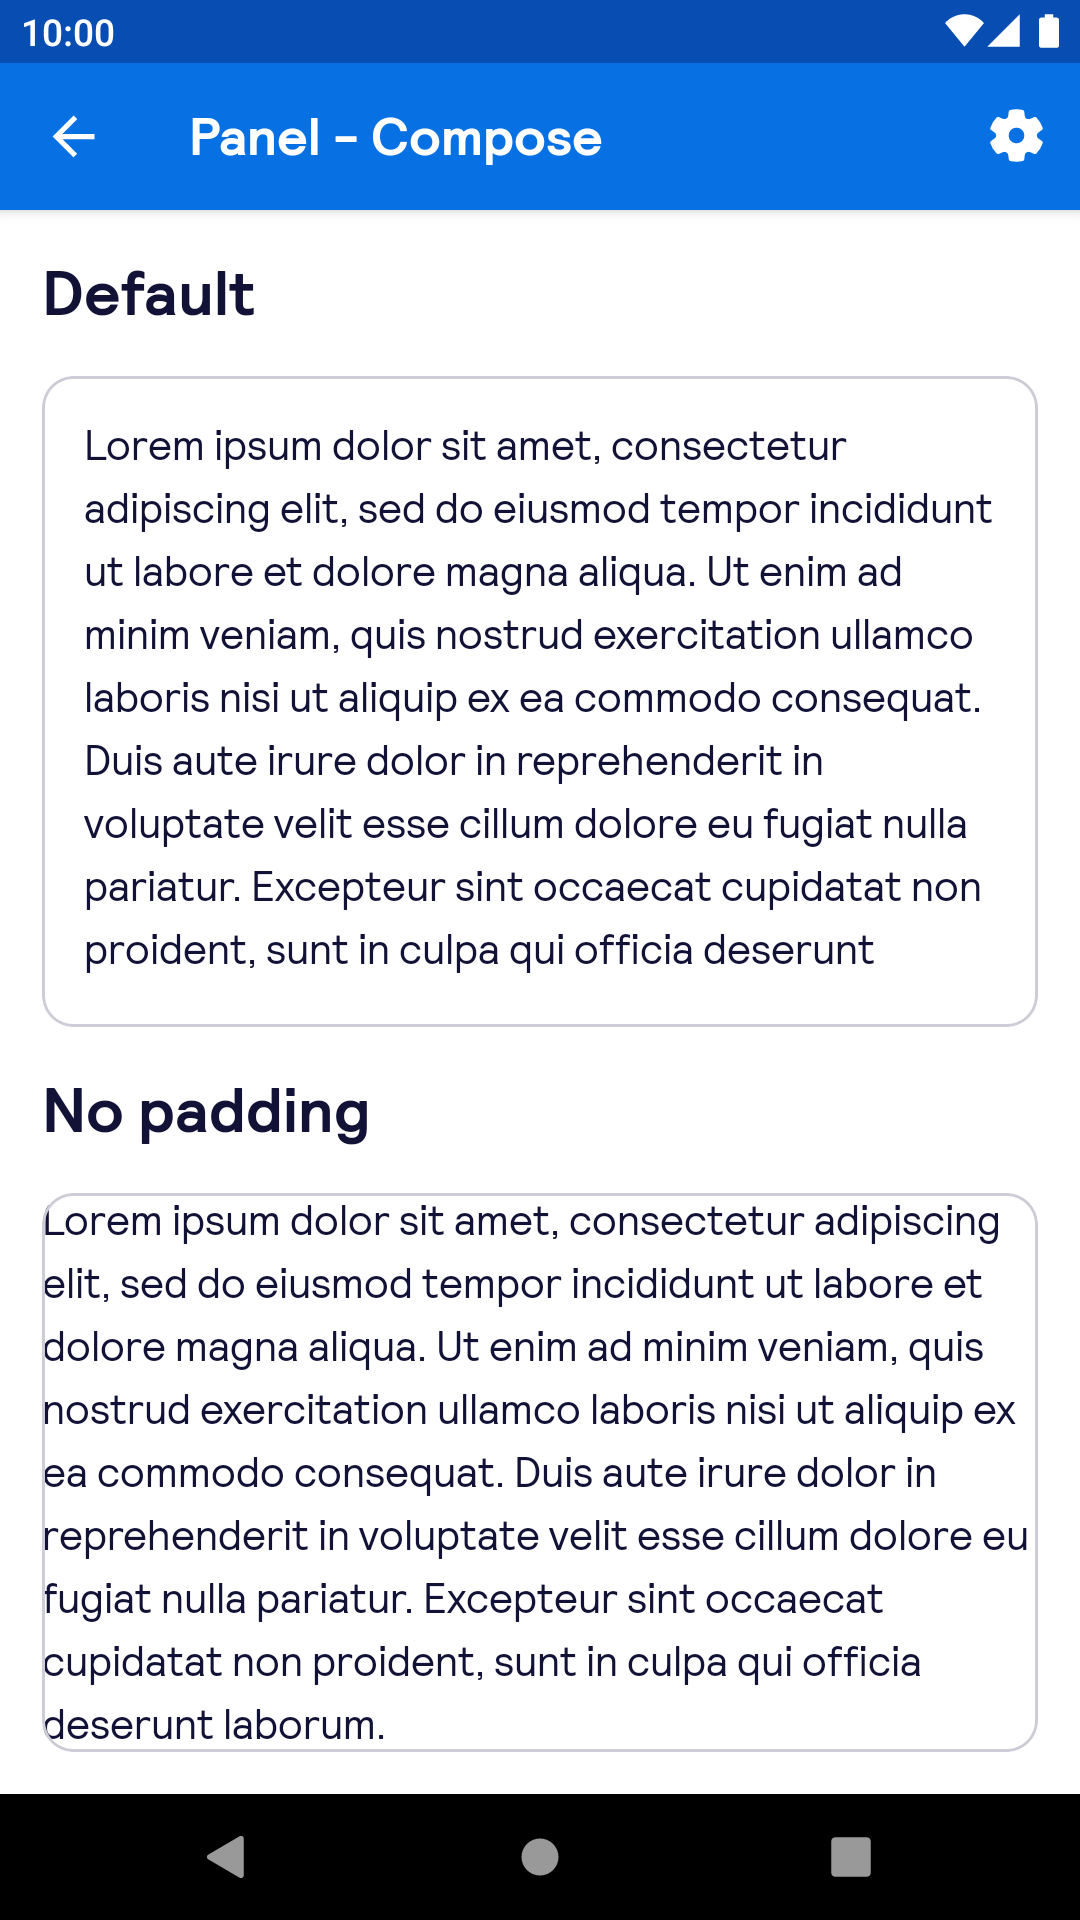 10:00
Panel - Compose
Default
Lorem ipsum dolor sit amet, consectetur
adipiscing elit, sed do eiusmod tempor incididunt
ut labore et dolore magna aliqua. Ut enim ad
minim veniam, quis nostrud exercitation ullamco
laboris nisi ut aliquip ex ea commodo consequat.
Duis aute irure dolor in reprehenderit in
voluptate velit esse cillum dolore eu fugiat nulla
pariatur. Excepteur sint occaecat cupidatat non
proident, sunt in culpa qui officia deserunt
No padding
Lorem ipsum dolor sit amet, consectetur adipiscing
elit, sed do eiusmod tempor incididunt ut labore et
dolore magna aliqua. Ut enim ad minim veniam, quis
nostrud exercitation ullamco laboris nisi ut aliquip ex
ea commodo consequat. Duis aute irure dolor in
reprehenderit in voluptate velit esse cillum dolore eu
fugiat nulla pariatur. Excepteur sint occaecat
cupidatat non proident, sunt in culpa qui officia
deserunt laborum.